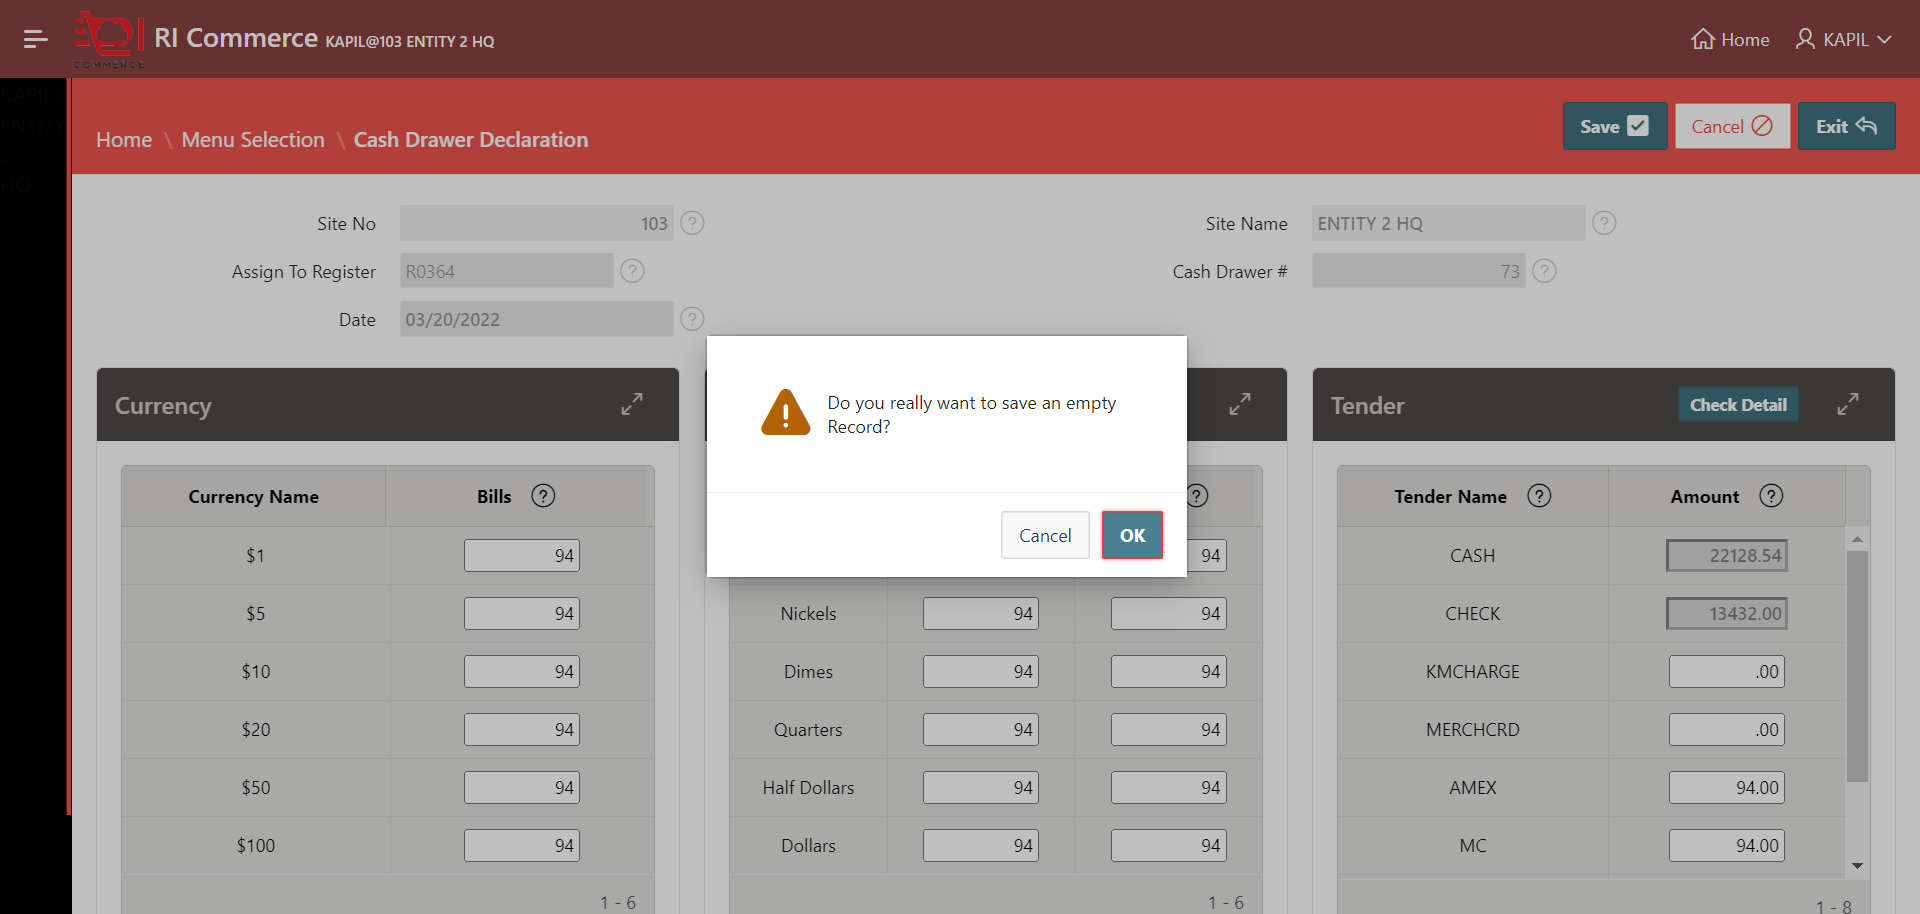 RI Commerce KAPIL@103 ENTITY 2 HQ
COMMERCE
Home
KAPIL
KAPIL@
ENTITY
2
HQ">
Home \ Menu Selection \ Cash Drawer Declaration
Save
Cancel
Exit
Site No 103 ?
Site Name ENTITY 2 HQ ?
Assign To Register R0364 ?
Cash Drawer # 73 ?
Date 03/20/2022 ?
Do you really want to save an empty
Record?
Cancel
OK
Currency
Currency Name Bills ?
$1 94
$5 94
$10 94
$20 94
$50 94
$100 94
1 - 6
?
94
Nickels 94 94
Dimes 94 94
Quarters 94 94
Half Dollars 94 94
Dollars 94 94
1 - 6
Tender Check Detail
Tender Name ? Amount ?
CASH 22128.54
CHECK 13432.00
KMCHARGE .00
MERCHCRD .00
AMEX 94.00
MC 94.00
1 - 8